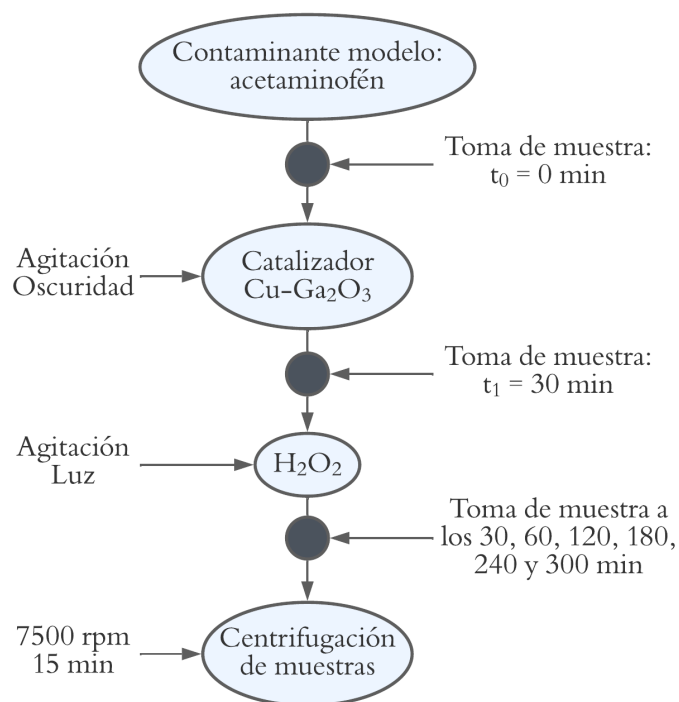 Contaminante modelo:
acetaminofén
Toma de muestra:
t₀ = 0 min
Agitación
Oscuridad
Catalizador
Cu-Ga₂O₃
Toma de muestra:
t₁ = 30 min
Agitación
Luz
H₂O₂
Toma de muestra a
los 30, 60, 120, 180,
240 y 300 min
7500 rpm
15 min
Centrifugación
de muestras